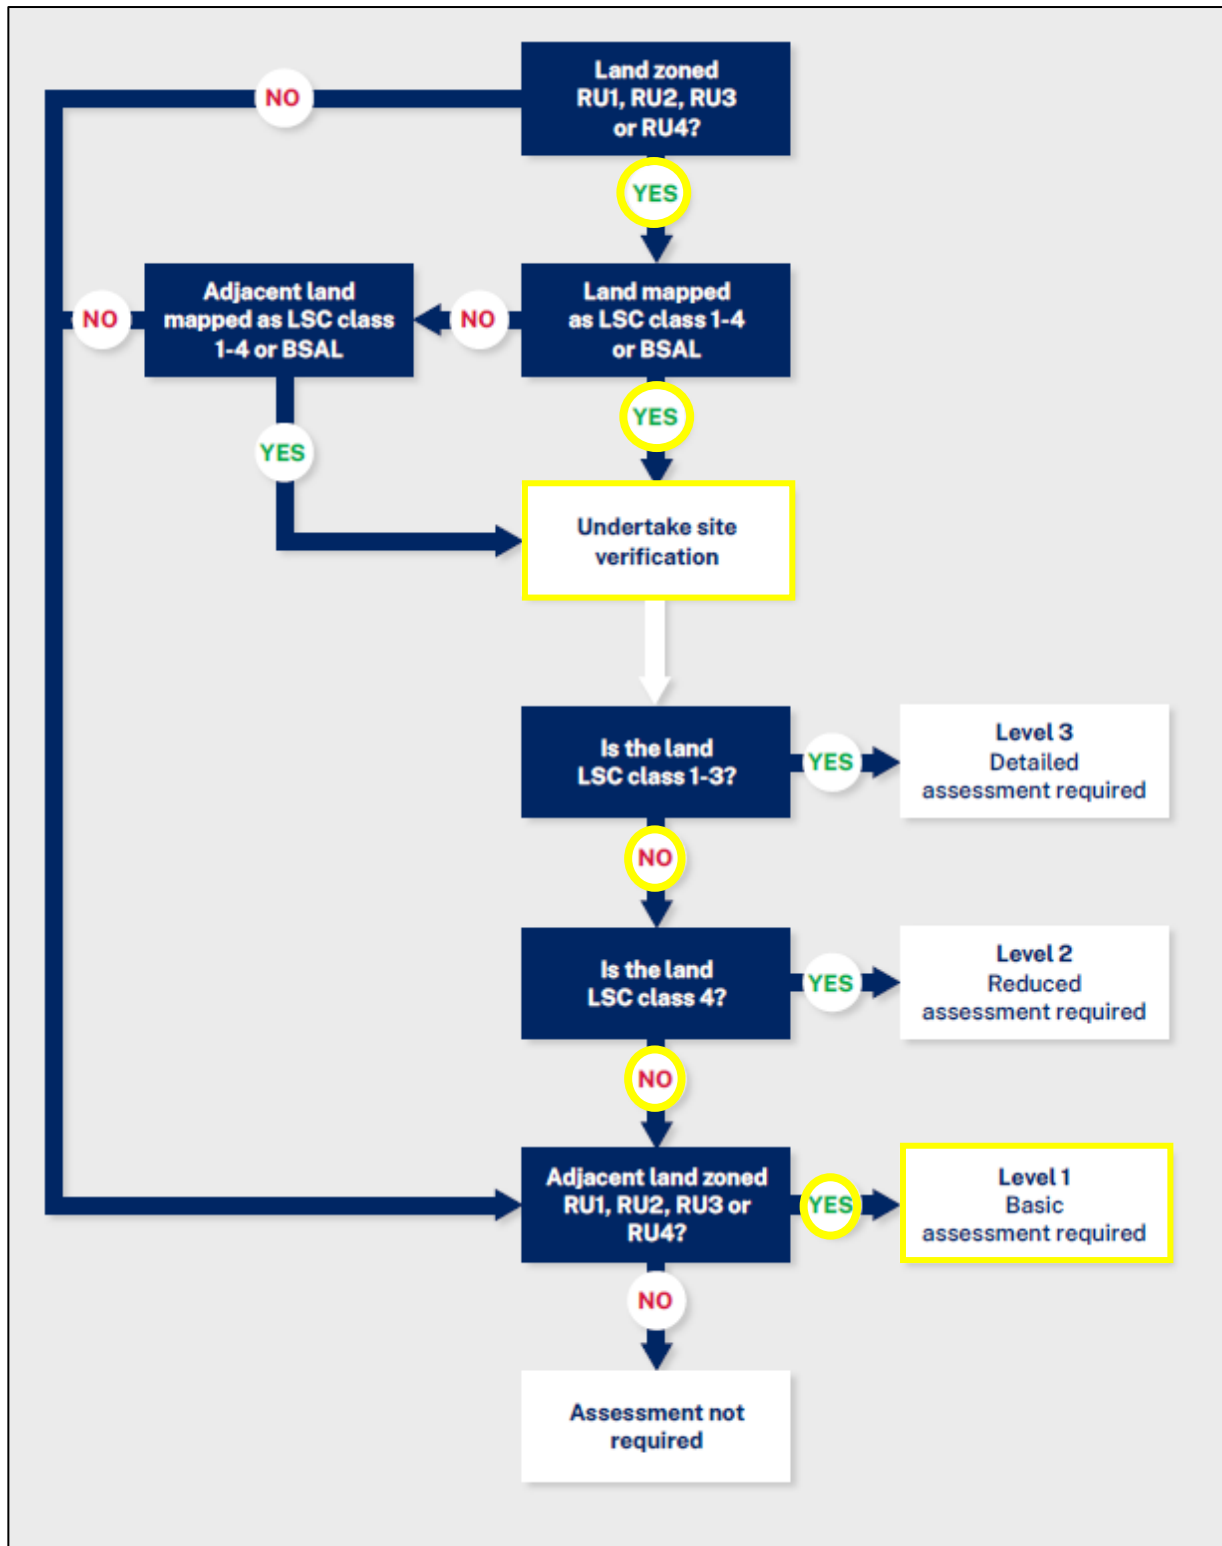 Land zoned
RU1, RU2, RU3
or RU4?
NO
YES
Adjacent land
mapped as LSC class
1-4 or BSAL
Land mapped
as LSC class 1-4
or BSAL
NO
NO
YES
YES
Undertake site
verification
Is the land
LSC class 1-3?
YES
Level 3
Detailed
assessment required
NO
Is the land
LSC class 4?
YES
Level 2
Reduced
assessment required
NO
Adjacent land zoned
RU1, RU2, RU3 or
RU4?
YES
Level 1
Basic
assessment required
NO
Assessment not
required